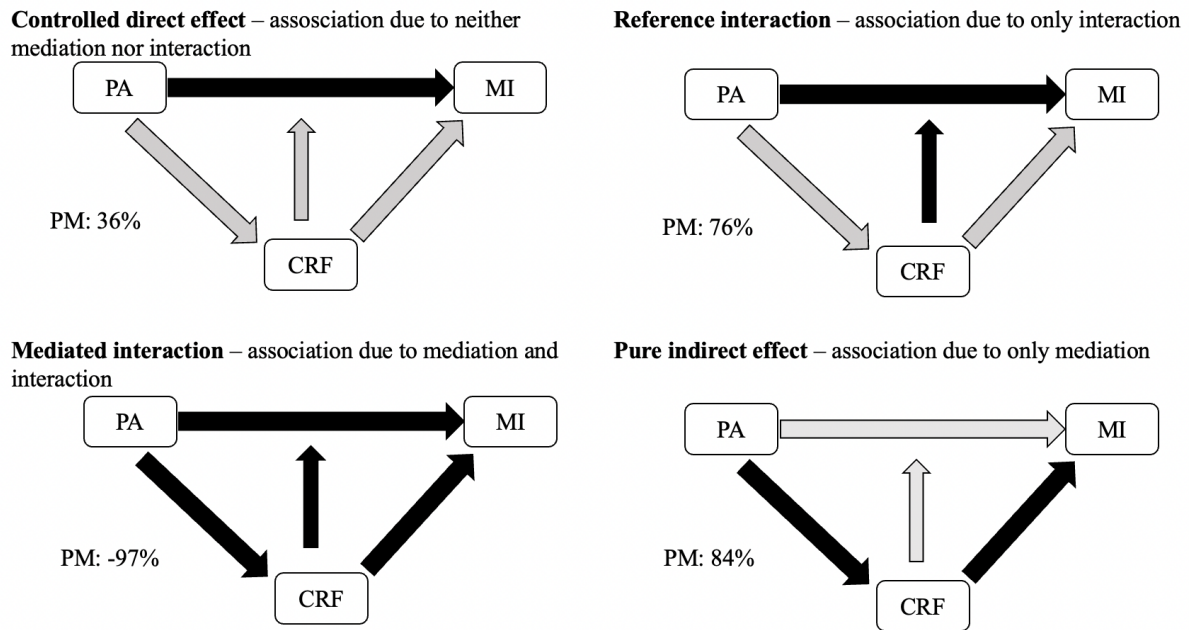 Controlled direct effect – assosciation due to neither
mediation nor interaction
PA
MI
PM: 36%
CRF
Reference interaction – association due to only interaction
PA
MI
PM: 76%
CRF
Mediated interaction – association due to mediation and
interaction
PA
MI
PM: -97%
CRF
Pure indirect effect – association due to only mediation
PA
MI
PM: 84%
CRF